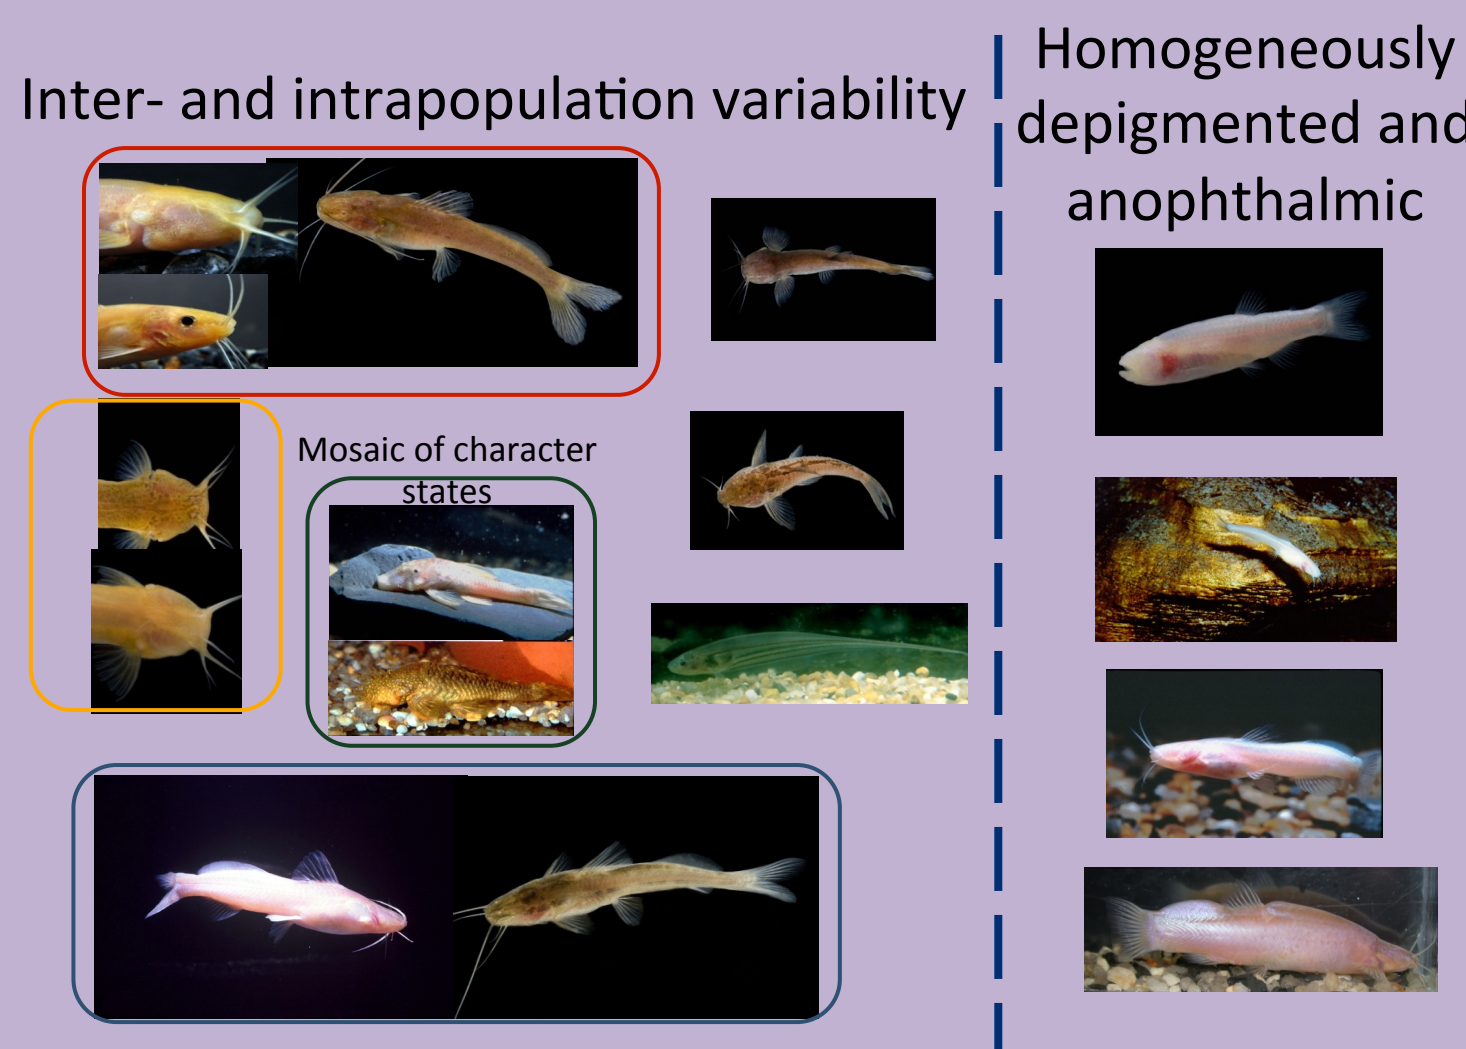 Inter- and intrapopulation variability
Mosaic of character
states
Homogeneously
depigmented and
anophthalmic